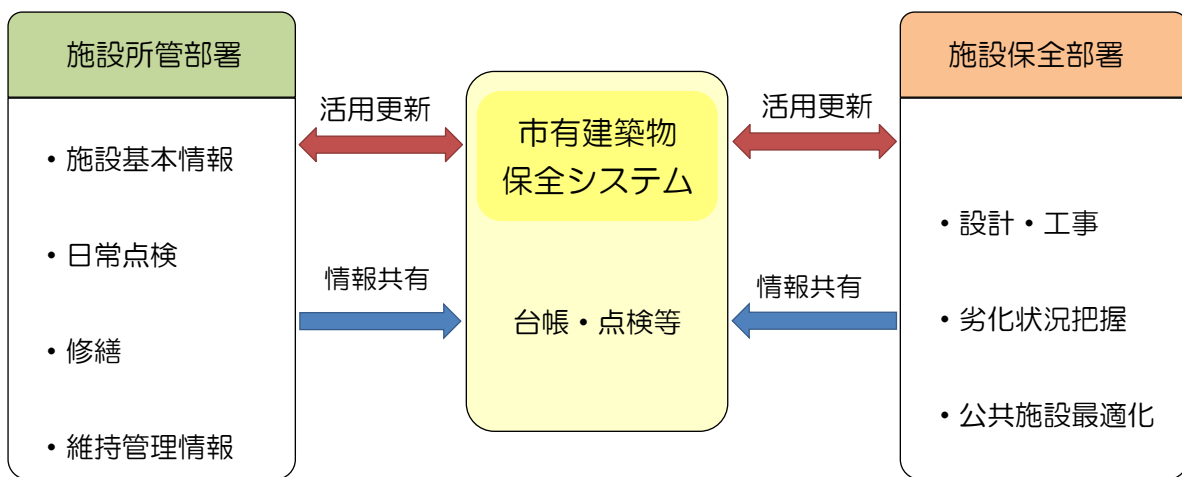 施設所管部署
・施設基本情報
・日常点検
・修繕
・維持管理情報
活用更新
情報共有
市有建築物
保全システム
台帳・点検等
活用更新
情報共有
施設保全部署
・設計・工事
・劣化状況把握
・公共施設最適化